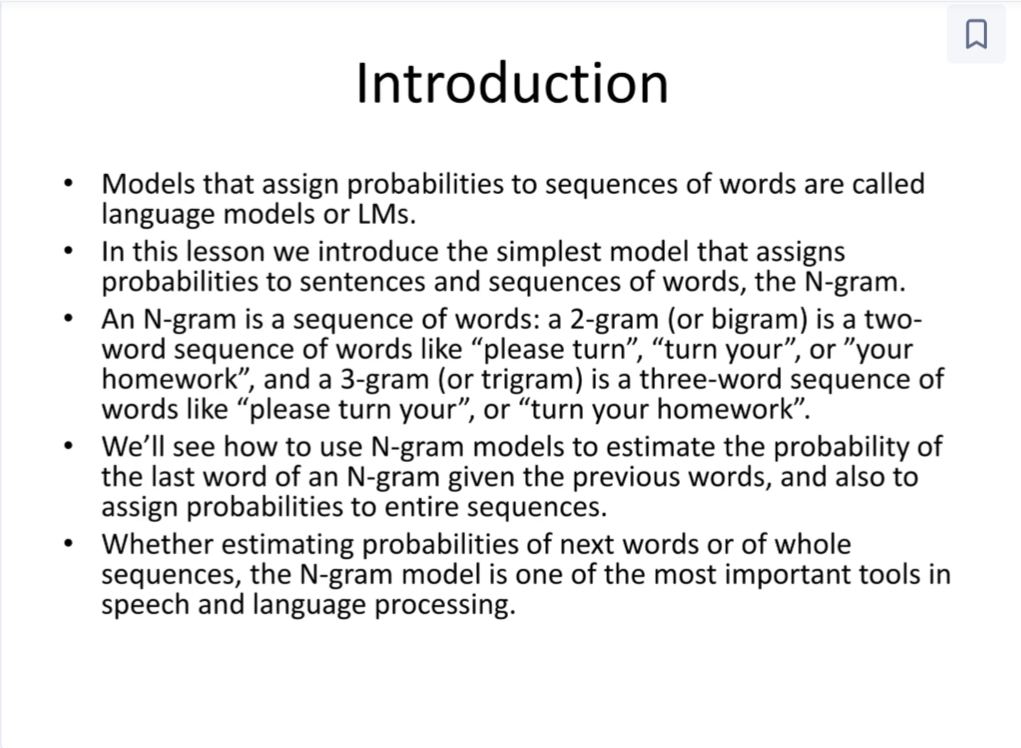 Introduction
• Models that assign probabilities to sequences of words are called
language models or LMs.
• In this lesson we introduce the simplest model that assigns
probabilities to sentences and sequences of words, the N-gram.
• An N-gram is a sequence of words: a 2-gram (or bigram) is a two-
word sequence of words like “please turn”, “turn your”, or ”your
homework”, and a 3-gram (or trigram) is a three-word sequence of
words like “please turn your”, or “turn your homework”.
• We’ll see how to use N-gram models to estimate the probability of
the last word of an N-gram given the previous words, and also to
assign probabilities to entire sequences.
• Whether estimating probabilities of next words or of whole
sequences, the N-gram model is one of the most important tools in
speech and language processing.